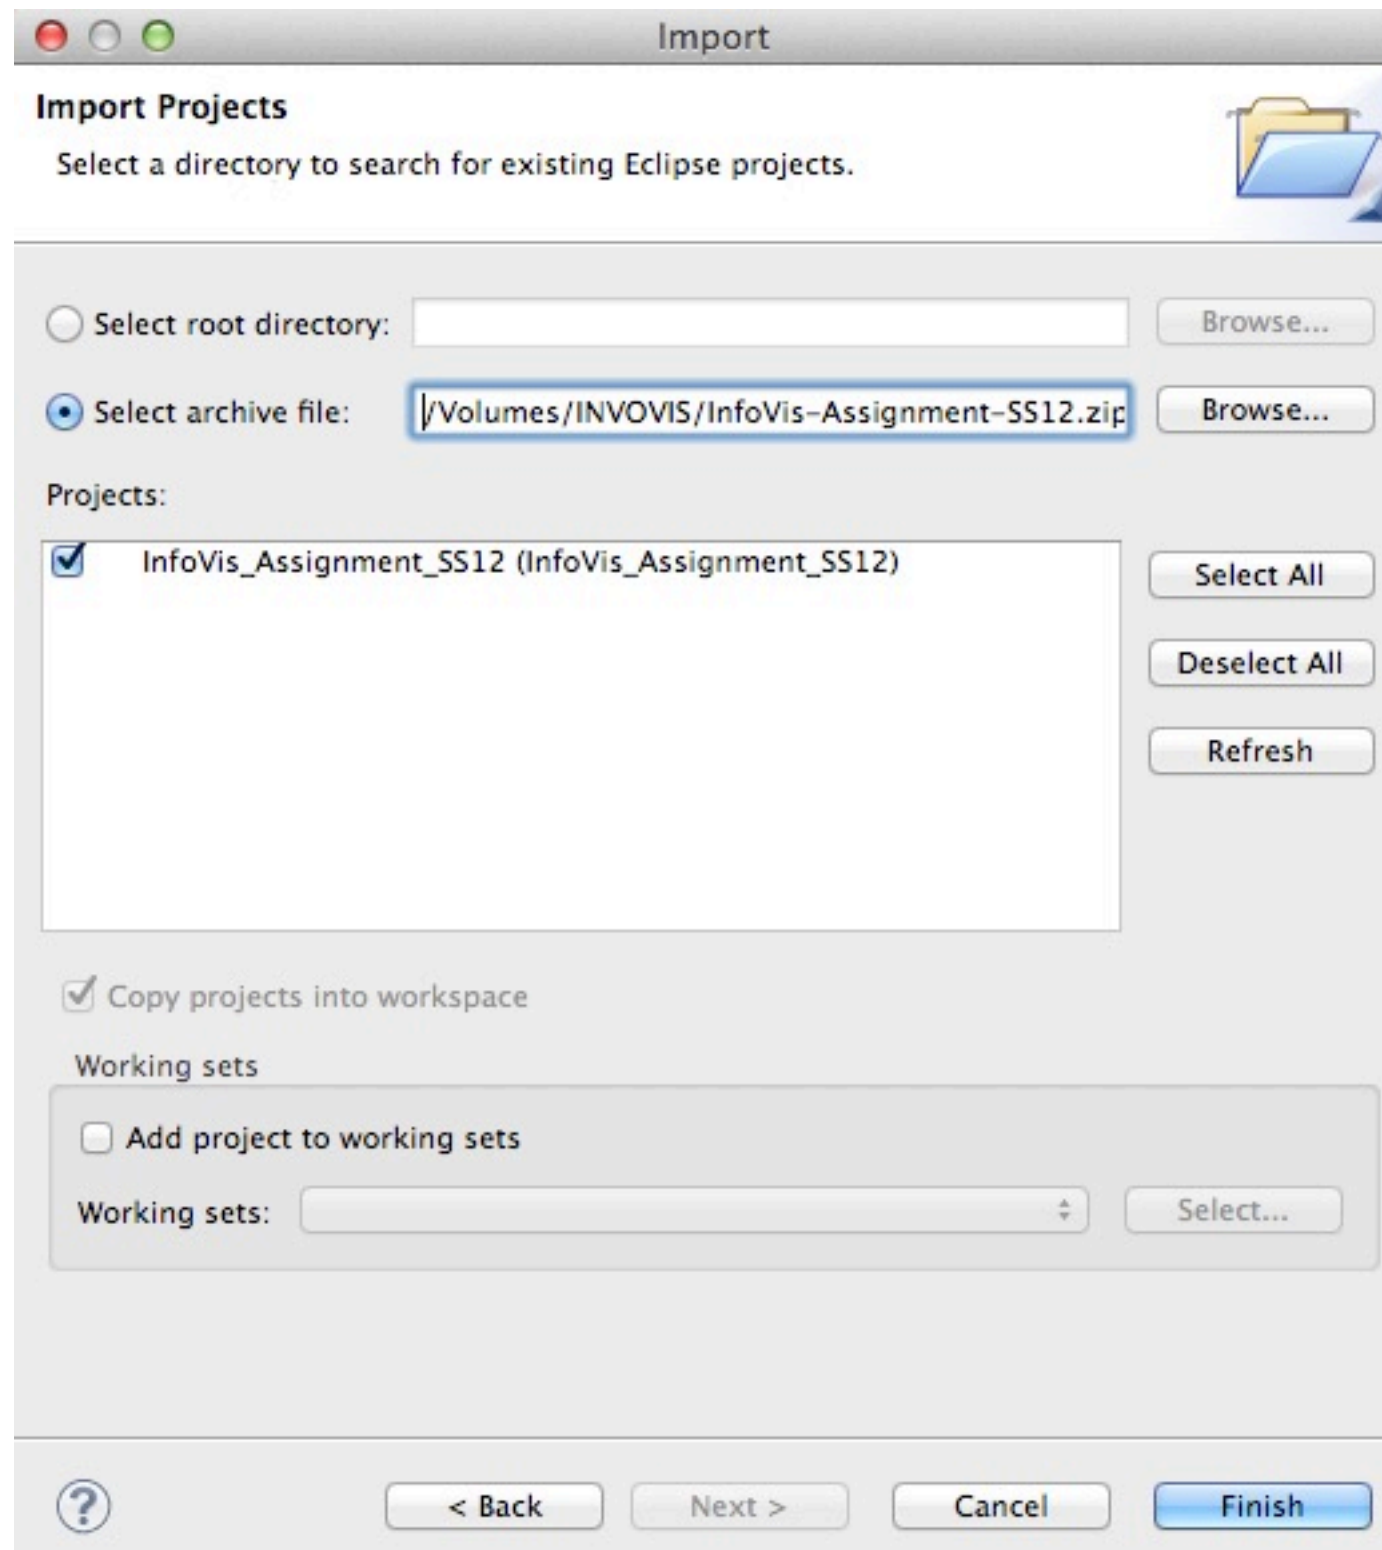 Import
Import Projects
Select a directory to search for existing Eclipse projects.
Select root directory: Browse...
Select archive file: /Volumes/INVOVIS/InfoVis-Assignment-SS12.zip Browse...
Projects:
InfoVis_Assignment_SS12 (InfoVis_Assignment_SS12)
Select All
Deselect All
Refresh
Copy projects into workspace
Working sets
Add project to working sets
Working sets: Select...
? < Back Next > Cancel Finish